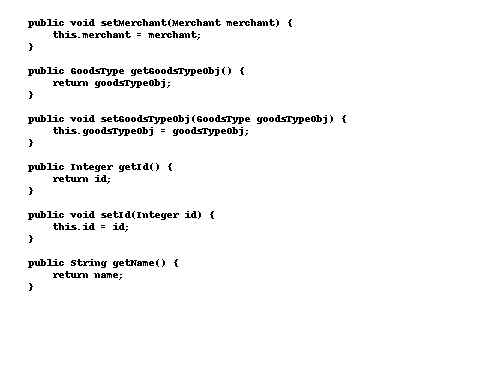 public void setMerchant(Merchant merchant) {
    this.merchant = merchant;
}

public GoodsType getGoodsTypeObj() {
    return goodsTypeObj;
}

public void setGoodsTypeObj(GoodsType goodsTypeObj) {
    this.goodsTypeObj = goodsTypeObj;
}

public Integer getId() {
    return id;
}

public void setId(Integer id) {
    this.id = id;
}

public String getName() {
    return name;
}